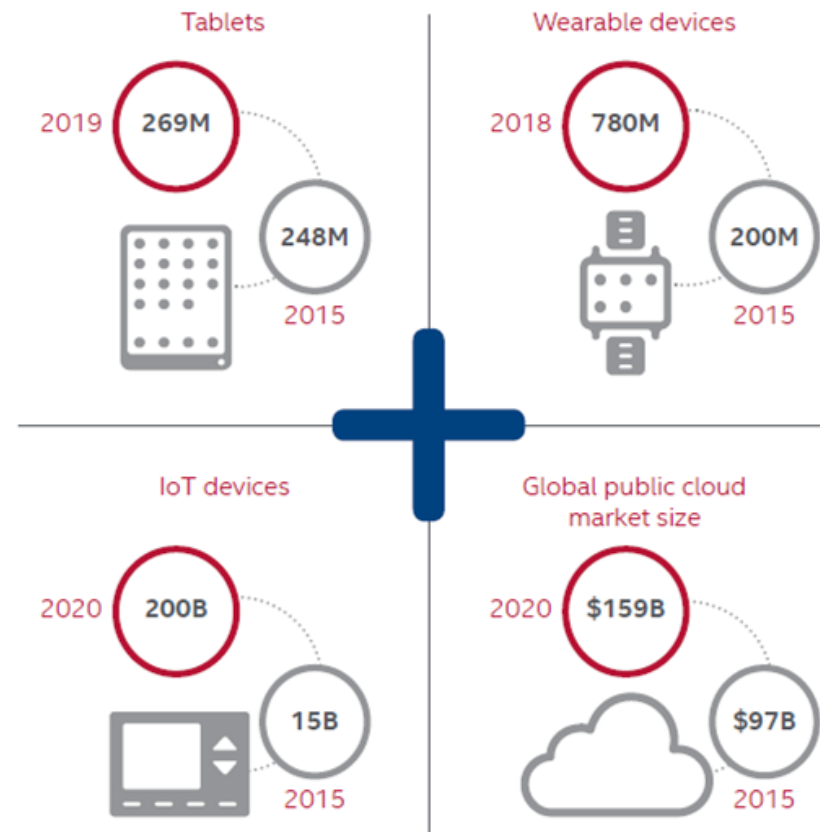 Tablets
2019
269M
248M
2015
Wearable devices
2018
780M
200M
2015
IoT devices
2020
200B
15B
2015
Global public cloud
market size
2020
$159B
$97B
2015